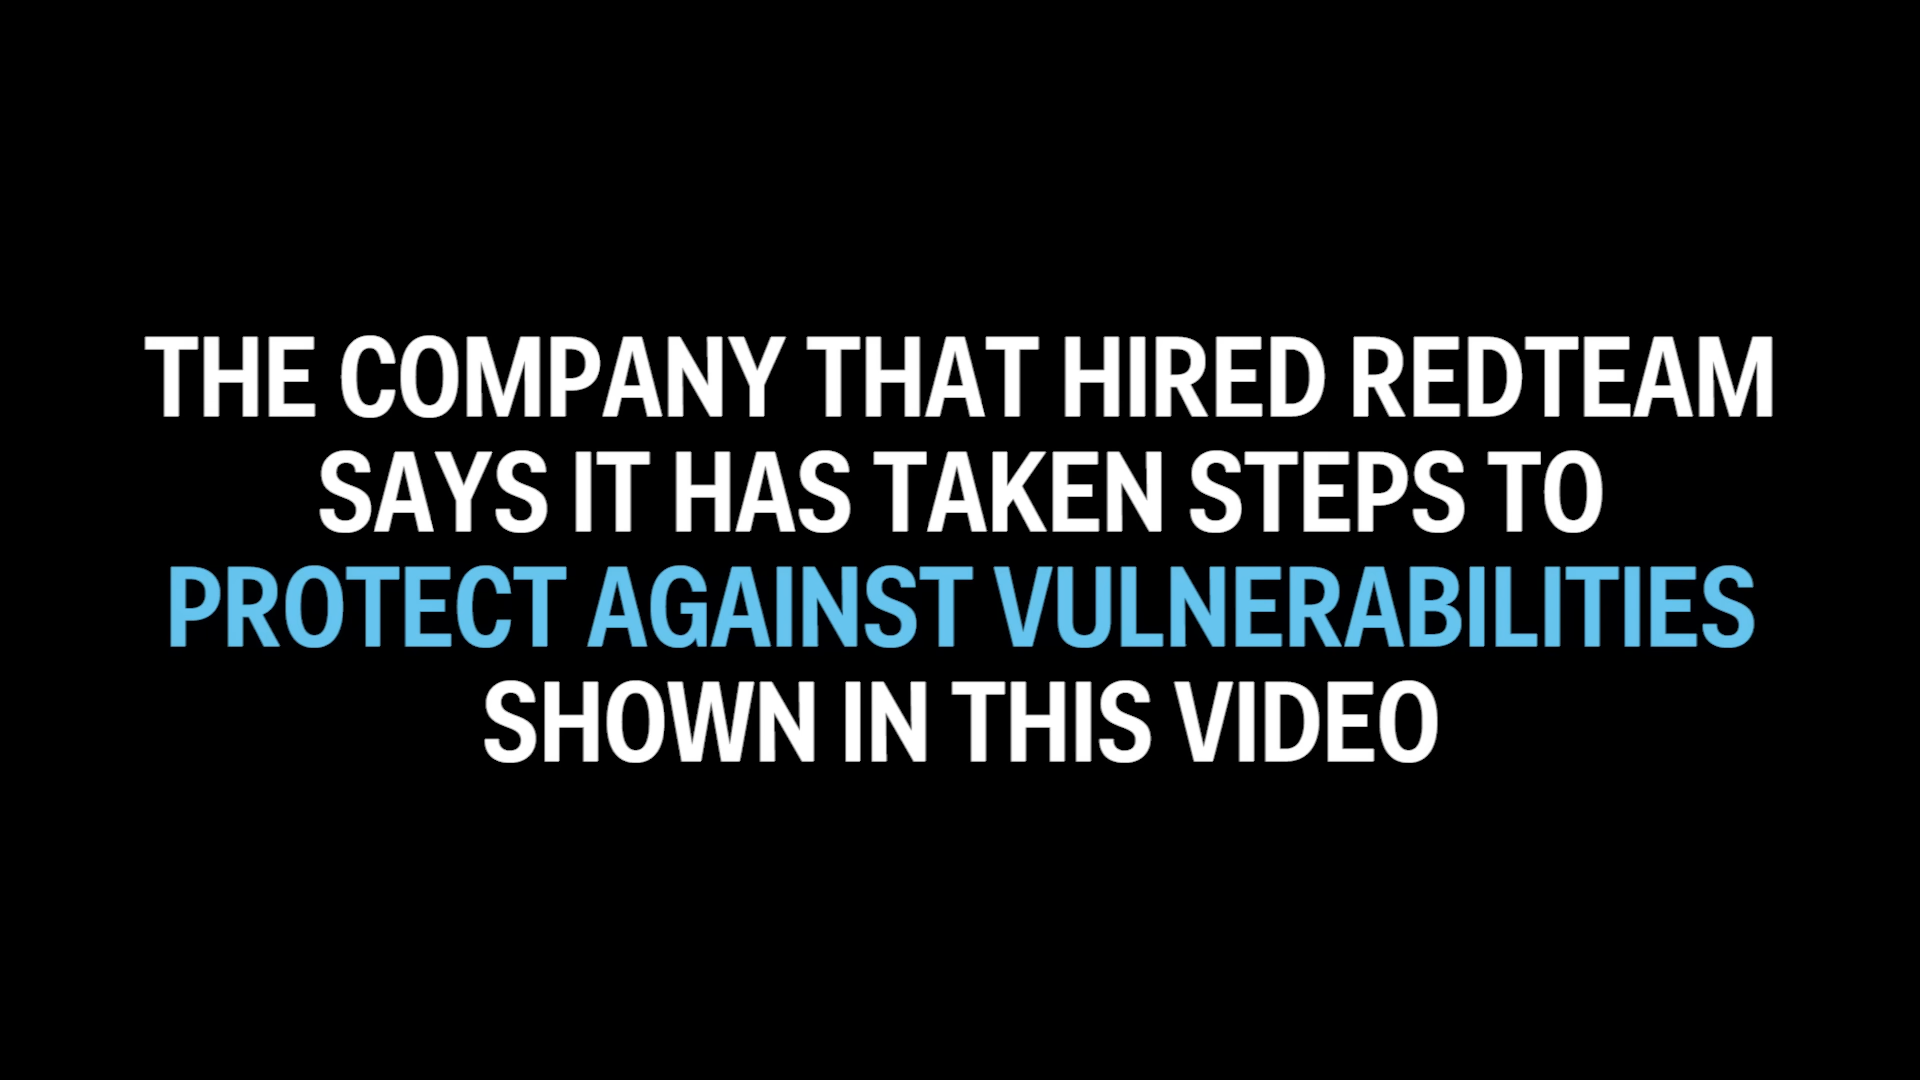 THE COMPANY THAT HIRED REDTEAM
SAYS IT HAS TAKEN STEPS TO
PROTECT AGAINST VULNERABILITIES
SHOWN IN THIS VIDEO